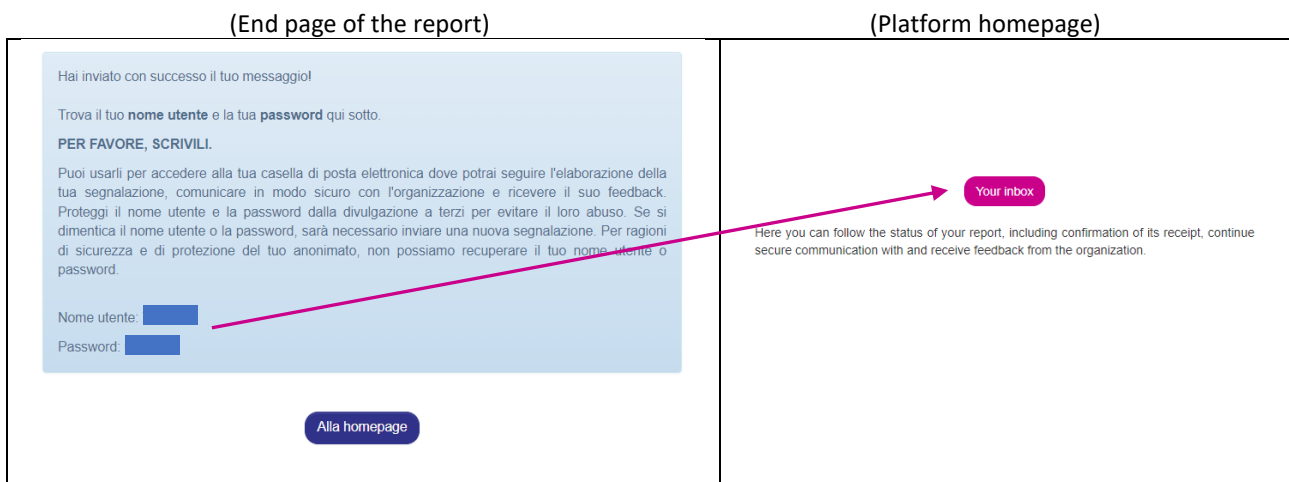 (End page of the report)
(Platform homepage)
Hai inviato con successo il tuo messaggio!
Trova il tuo nome utente e la tua password qui sotto.
PER FAVORE, SCRIVILI.
Puoi usarli per accedere alla tua casella di posta elettronica dove potrai seguire l'elaborazione della
tua segnalazione, comunicare in modo sicuro con l'organizzazione e ricevere il suo feedback.
Proteggi il nome utente e la password dalla divulgazione a terzi per evitare il loro abuso. Se si
dimentica il nome utente o la password, sarà necessario inviare una nuova segnalazione. Per ragioni
di sicurezza e di protezione del tuo anonimato, non possiamo recuperare il tuo nome utente o
password.
Nome utente:
Password:
Alla homepage
Your inbox
Here you can follow the status of your report, including confirmation of its receipt, continue
secure communication with and receive feedback from the organization.